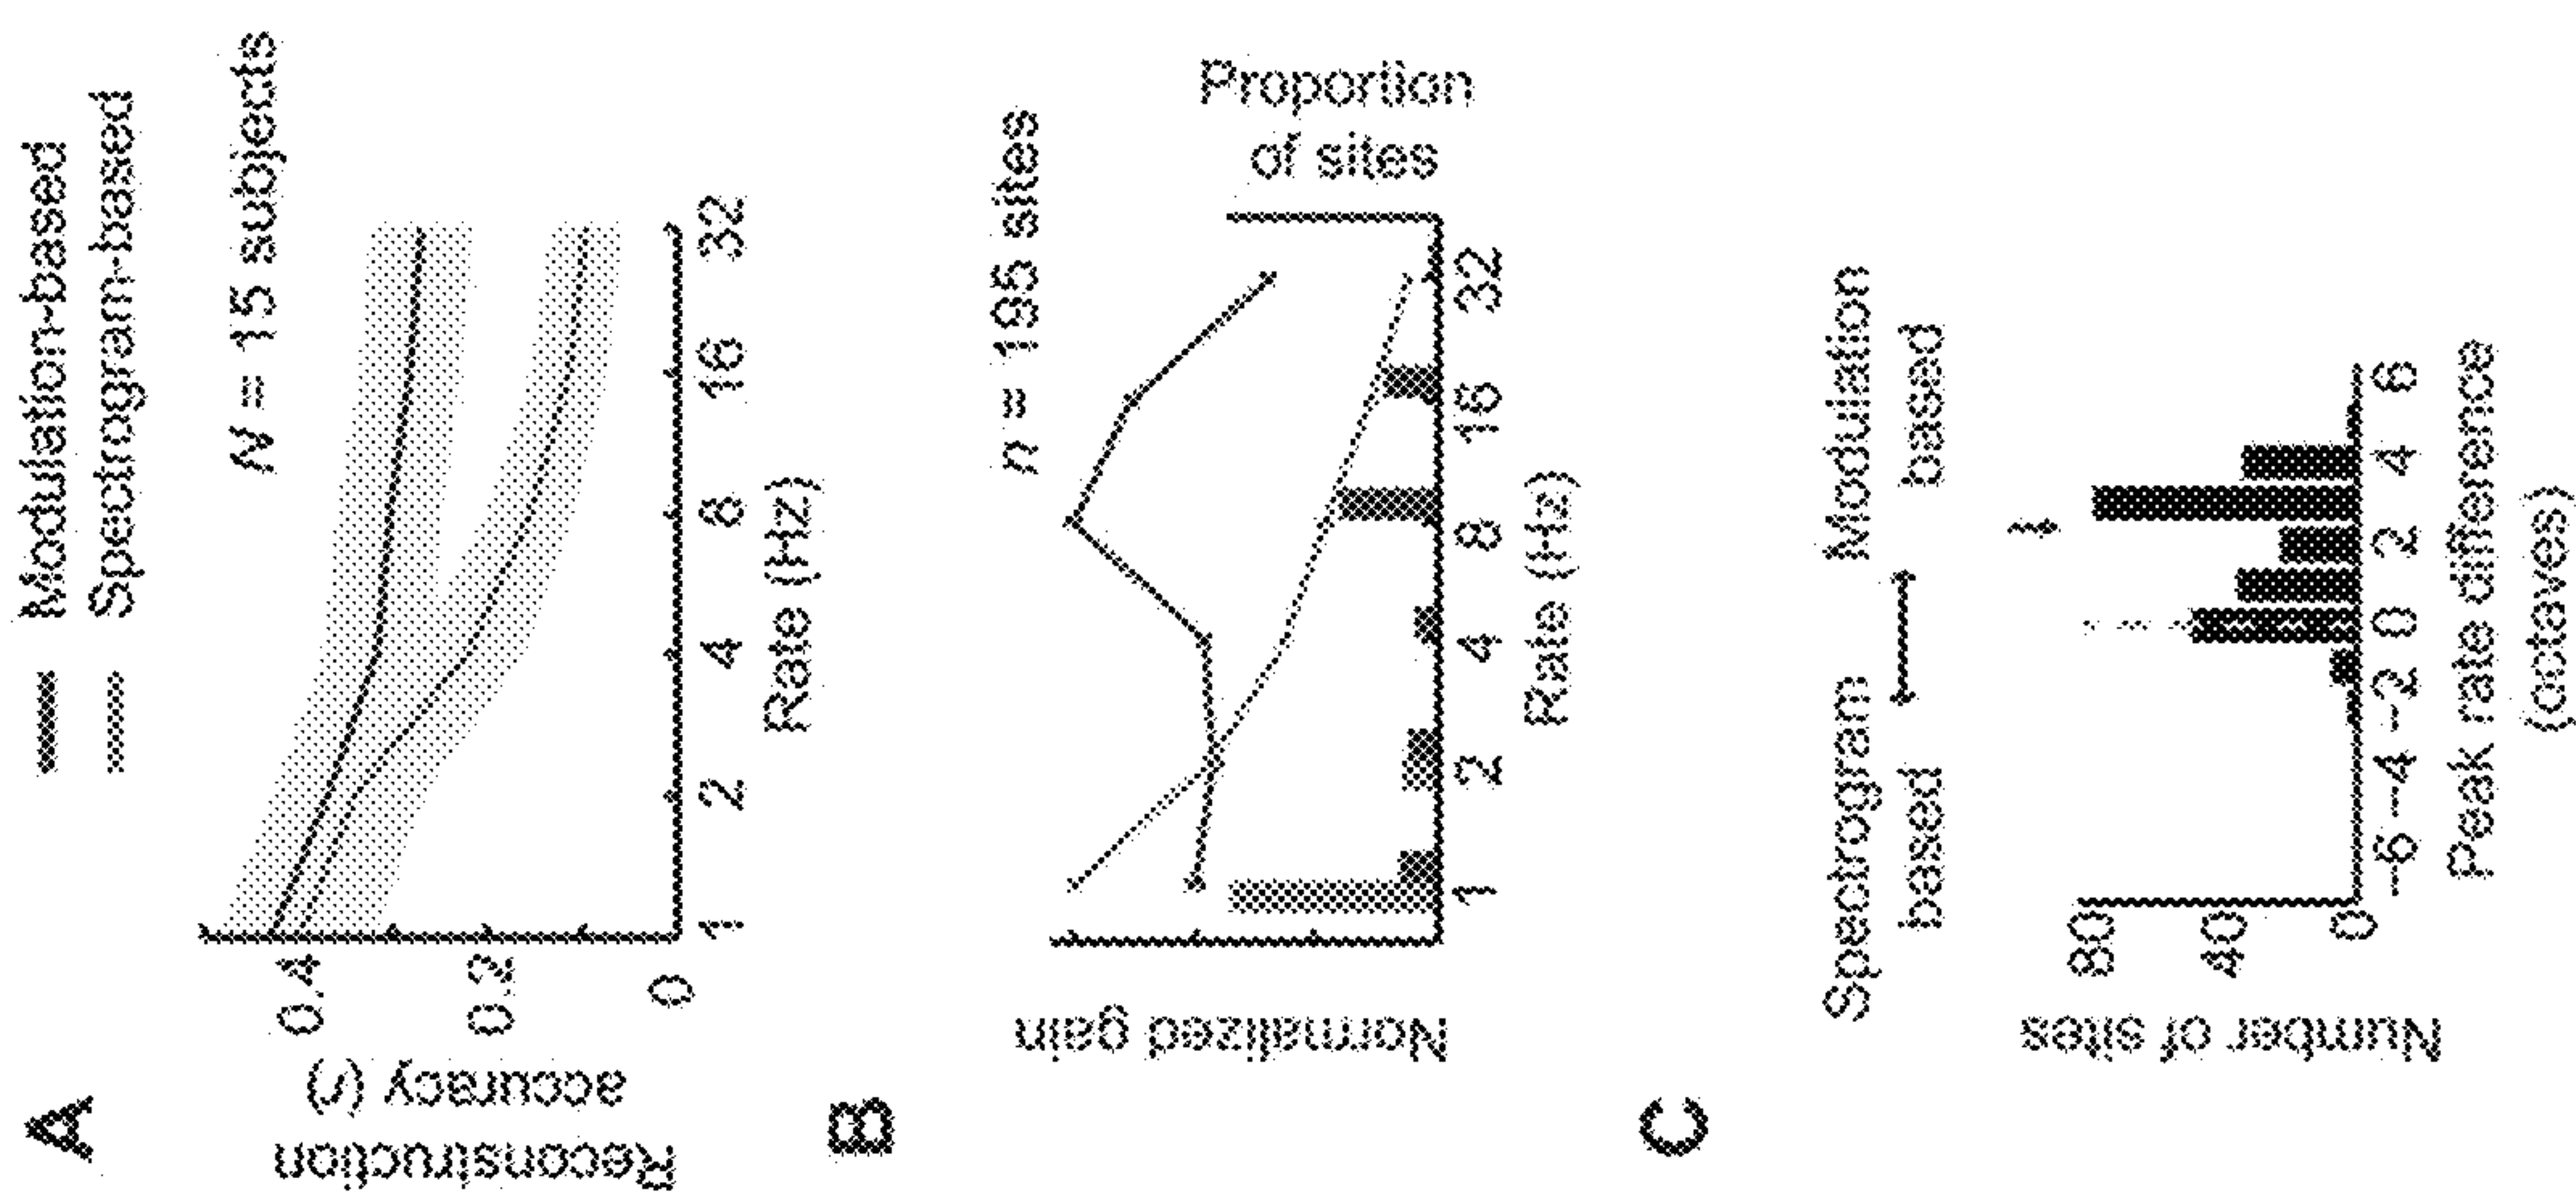 A
Modulation-based
Spectrogram-based
N = 15 subjects
Reconstruction
accuracy (r)
0.4
0.2
0
1 2 4 8 16 32
Rate (Hz)
B
n = 195 sites
Normalized gain
Proportion
of sites
1 2 4 8 16 32
Rate (Hz)
C
Spectrogram
based
Modulation
based
Number of sites
80
40
0
−6 −4 −2 0 2 4 6
Peak rate difference
(octaves)